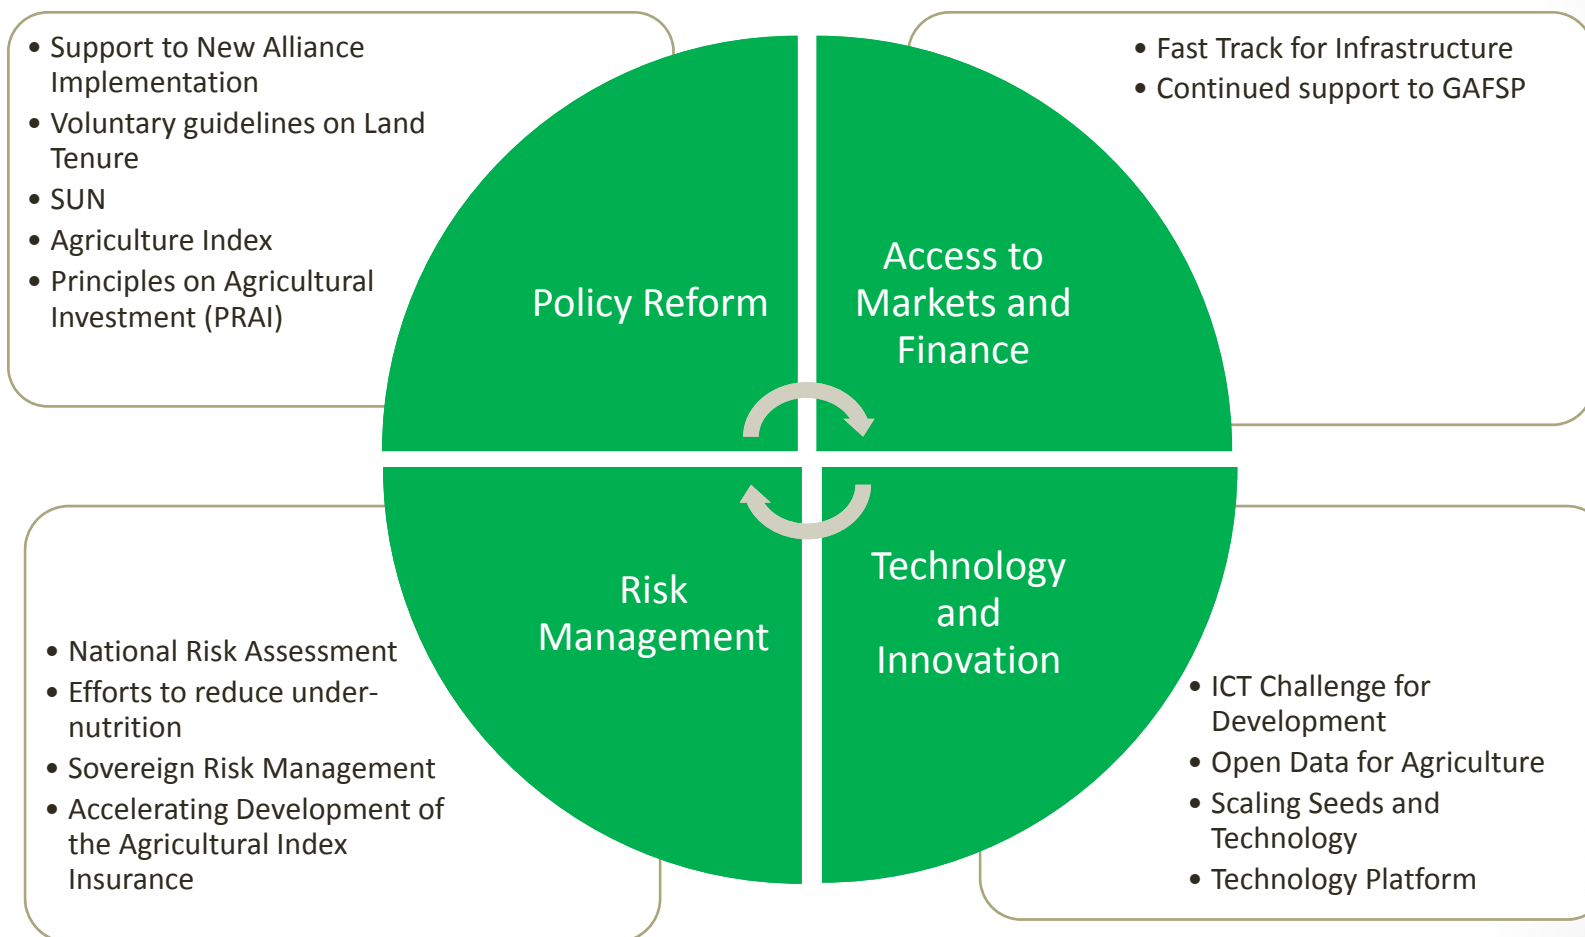 • Support to New Alliance
Implementation
• Voluntary guidelines on Land
Tenure
• SUN
• Agriculture Index
• Principles on Agricultural
Investment (PRAI)
• Fast Track for Infrastructure
• Continued support to GAFSP
Policy Reform
Access to
Markets and
Finance
Risk
Management
Technology
and
Innovation
• National Risk Assessment
• Efforts to reduce under-
nutrition
• Sovereign Risk Management
• Accelerating Development of
the Agricultural Index
Insurance
• ICT Challenge for
Development
• Open Data for Agriculture
• Scaling Seeds and
Technology
• Technology Platform